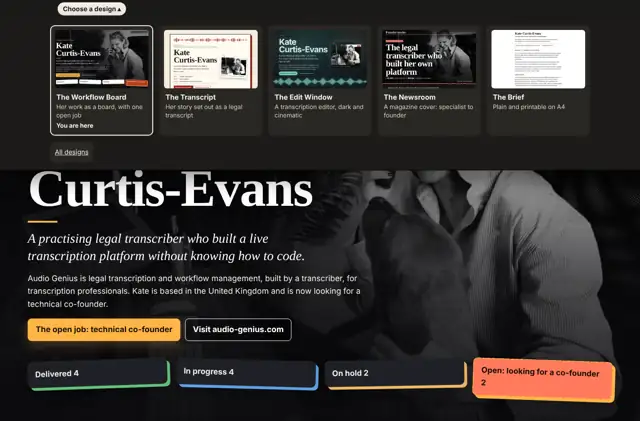 Choose a design ▴
Kate
Curtis-Evans
Kate
Curtis-Evans
Kate
Curtis-Evans
The legal
transcriber who
built her own
platform
Kate Curtis-Evans
The Workflow Board
Her work as a board, with one
open job
You are here
The Transcript
Her story set out as a legal
transcript
The Edit Window
A transcription editor, dark and
cinematic
The Newsroom
A magazine cover: specialist to
founder
The Brief
Plain and printable on A4
All designs
Curtis-Evans
A practising legal transcriber who built a live
transcription platform without knowing how to code.
Audio Genius is legal transcription and workflow management, built by a transcriber, for
transcription professionals. Kate is based in the United Kingdom and is now looking for a
technical co-founder.
The open job: technical co-founder
Visit audio-genius.com
Delivered 4
In progress 4
On hold 2
Open: looking for a co-founder
2